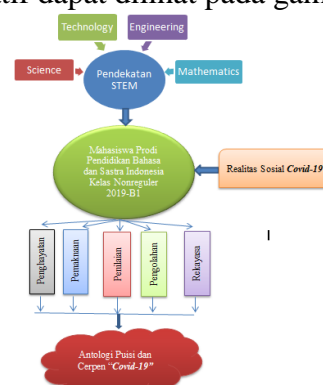 Technology
Engineering
Science
Pendekatan
STEM
Mathematics
Mahasiswa Prodi
Pendidikan Bahasa
dan Sastra Indonesia
Kelas Nonreguler
2019-B1
Realitas Sosial Covid-19
Penghayatan
Pemaknaan
Penilaian
Pengolahan
Rekayasa
Antologi Puisi dan
Cerpen "Covid-19"